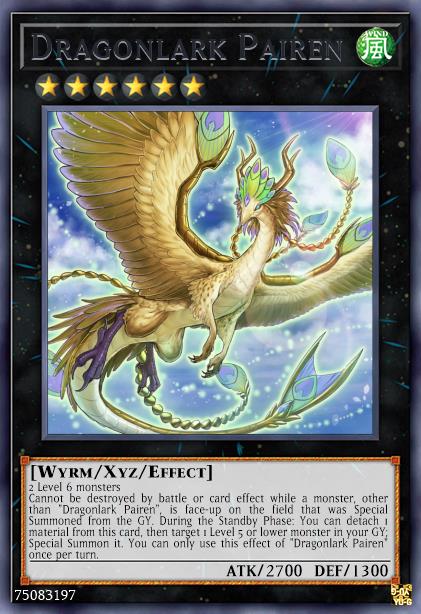 Dragonlark Pairen
WIND
風
[Wyrm/Xyz/Effect]
2 Level 6 monsters
Cannot be destroyed by battle or card effect while a monster, other
than "Dragonlark Pairen", is face-up on the field that was Special
Summoned from the GY. During the Standby Phase: You can detach 1
material from this card, then target 1 Level 5 or lower monster in your GY;
Special Summon it. You can only use this effect of "Dragonlark Pairen"
once per turn.
ATK/2700 DEF/1300
75083197